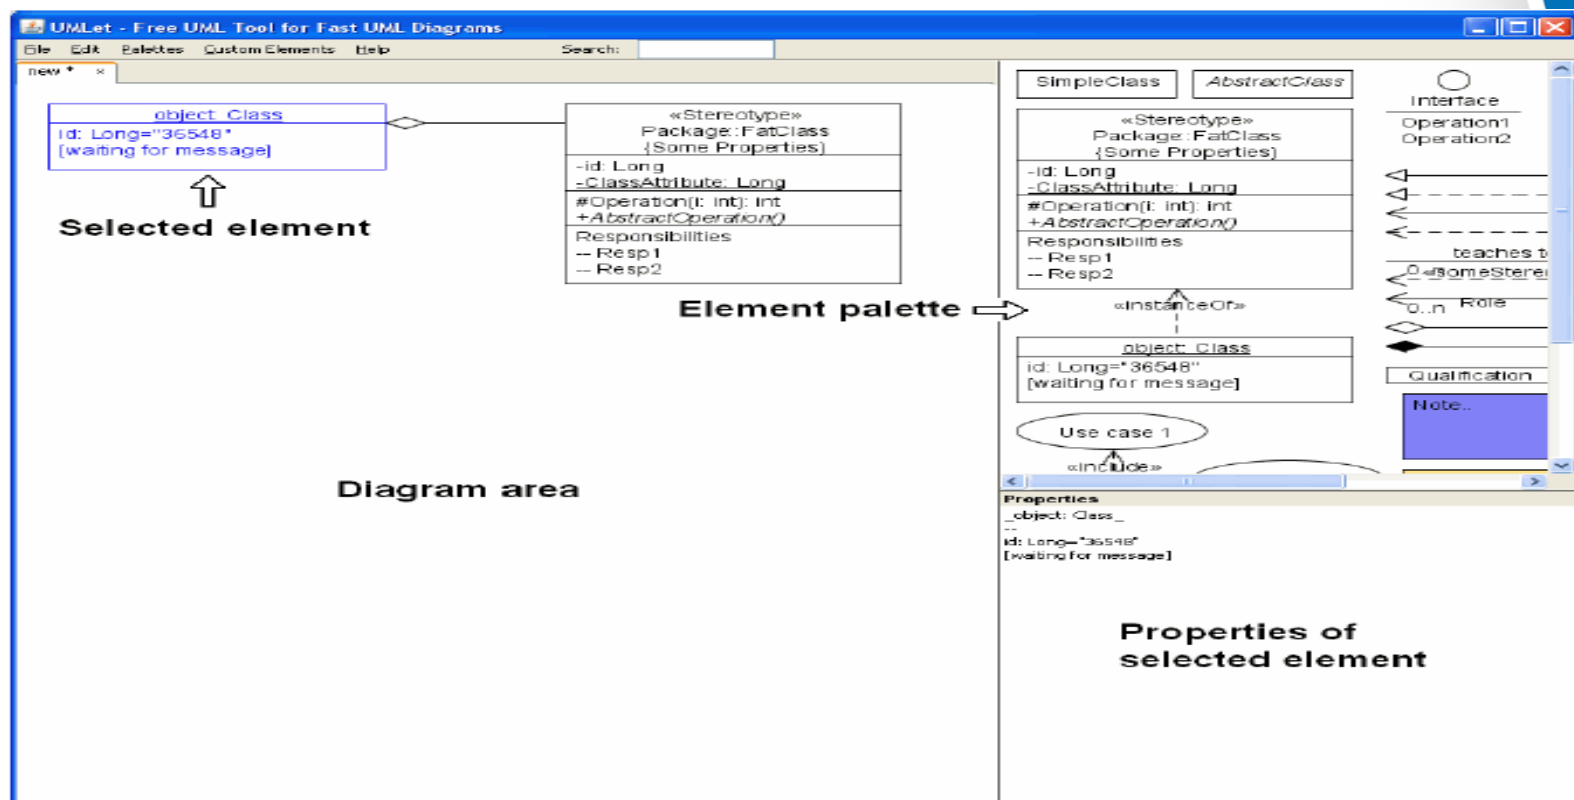 UMLet - Free UML Tool for Fast UML Diagrams
File Edit Palettes Custom Elements Help Search:
new *
object: Class
id: Long="36548"
[waiting for message]
Selected element
«Stereotype»
Package::FatClass
{Some Properties}
-id: Long
-ClassAttribute: Long
#Operation(i: int): int
+AbstractOperation()
Responsibilities
-- Resp1
-- Resp2
Element palette
Diagram area
SimpleClass
AbstractClass
Interface
Operation1
Operation2
«Stereotype»
Package::FatClass
{Some Properties}
-id: Long
-ClassAttribute: Long
#Operation(i: int): int
+AbstractOperation()
Responsibilities
-- Resp1
-- Resp2
«instanceOf»
object: Class
id: Long="36548"
[waiting for message]
Use case 1
«include»
teaches t
0..n
Role
Qualification
Note..
Properties
_object: Class_
--
id: Long="36548"
[waiting for message]
Properties of
selected element